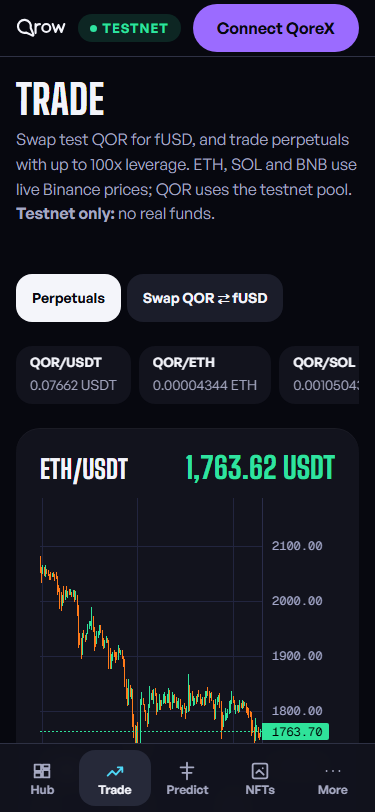 Qrow
TESTNET
Connect QoreX
TRADE
Swap test QOR for fUSD, and trade perpetuals
with up to 100x leverage. ETH, SOL and BNB use
live Binance prices; QOR uses the testnet pool.
Testnet only: no real funds.
Perpetuals
Swap QOR ⇄ fUSD
QOR/USDT
QOR/ETH
QOR/SOL
0.07662 USDT
0.00004344 ETH
0.00105043
ETH/USDT
1,763.62 USDT
2100.00
2000.00
1900.00
1800.00
1763.70
Hub
Trade
Predict
NFTs
More